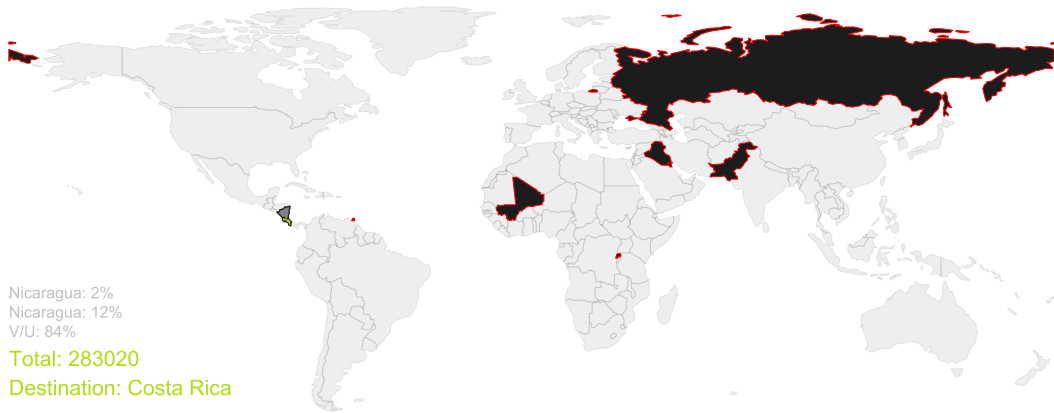 Nicaragua: 2%
Nicaragua: 12%
V/U: 84%
Total: 283020
Destination: Costa Rica